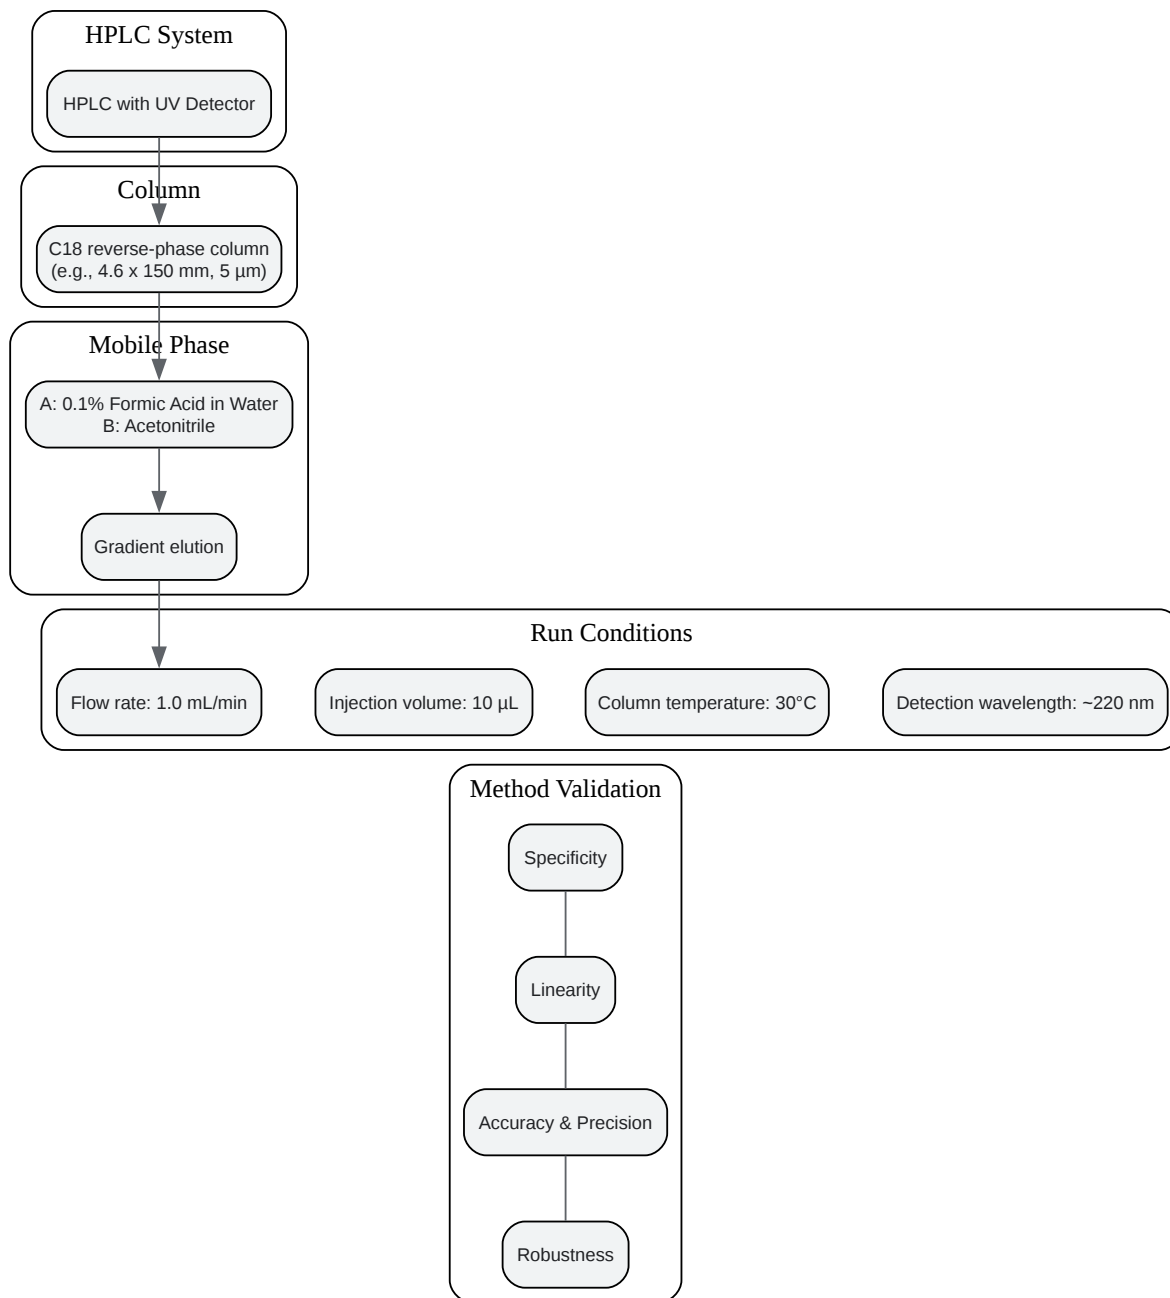 HPLC System
HPLC with UV Detector
Column
C18 reverse-phase column
(e.g., 4.6 x 150 mm, 5 µm)
Mobile Phase
A: 0.1% Formic Acid in Water
B: Acetonitrile
Gradient elution
Run Conditions
Flow rate: 1.0 mL/min
Injection volume: 10 µL
Column temperature: 30°C
Detection wavelength: ~220 nm
Method Validation
Specificity
Linearity
Accuracy & Precision
Robustness